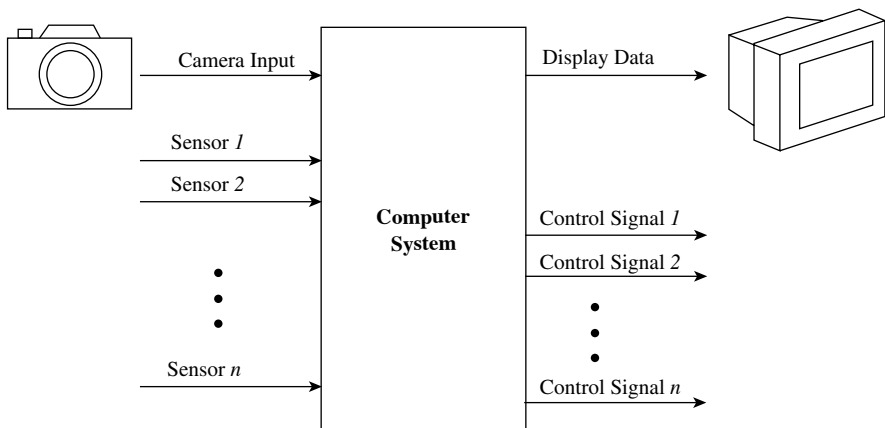 Camera Input
Display Data
Sensor 1
Sensor 2
Computer
System
Control Signal 1
Control Signal 2
Sensor n
Control Signal n